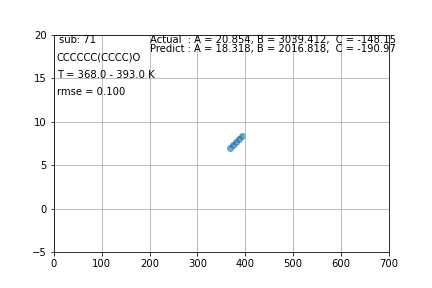 sub: 71
Actual : A = 20.854, B = 3039.412, C = -148.15
Predict : A = 18.318, B = 2016.818, C = -190.97
CCCCCC(CCCC)O
T = 368.0 - 393.0 K
rmse = 0.100
20
15
10
5
0
−5
0 100 200 300 400 500 600 700